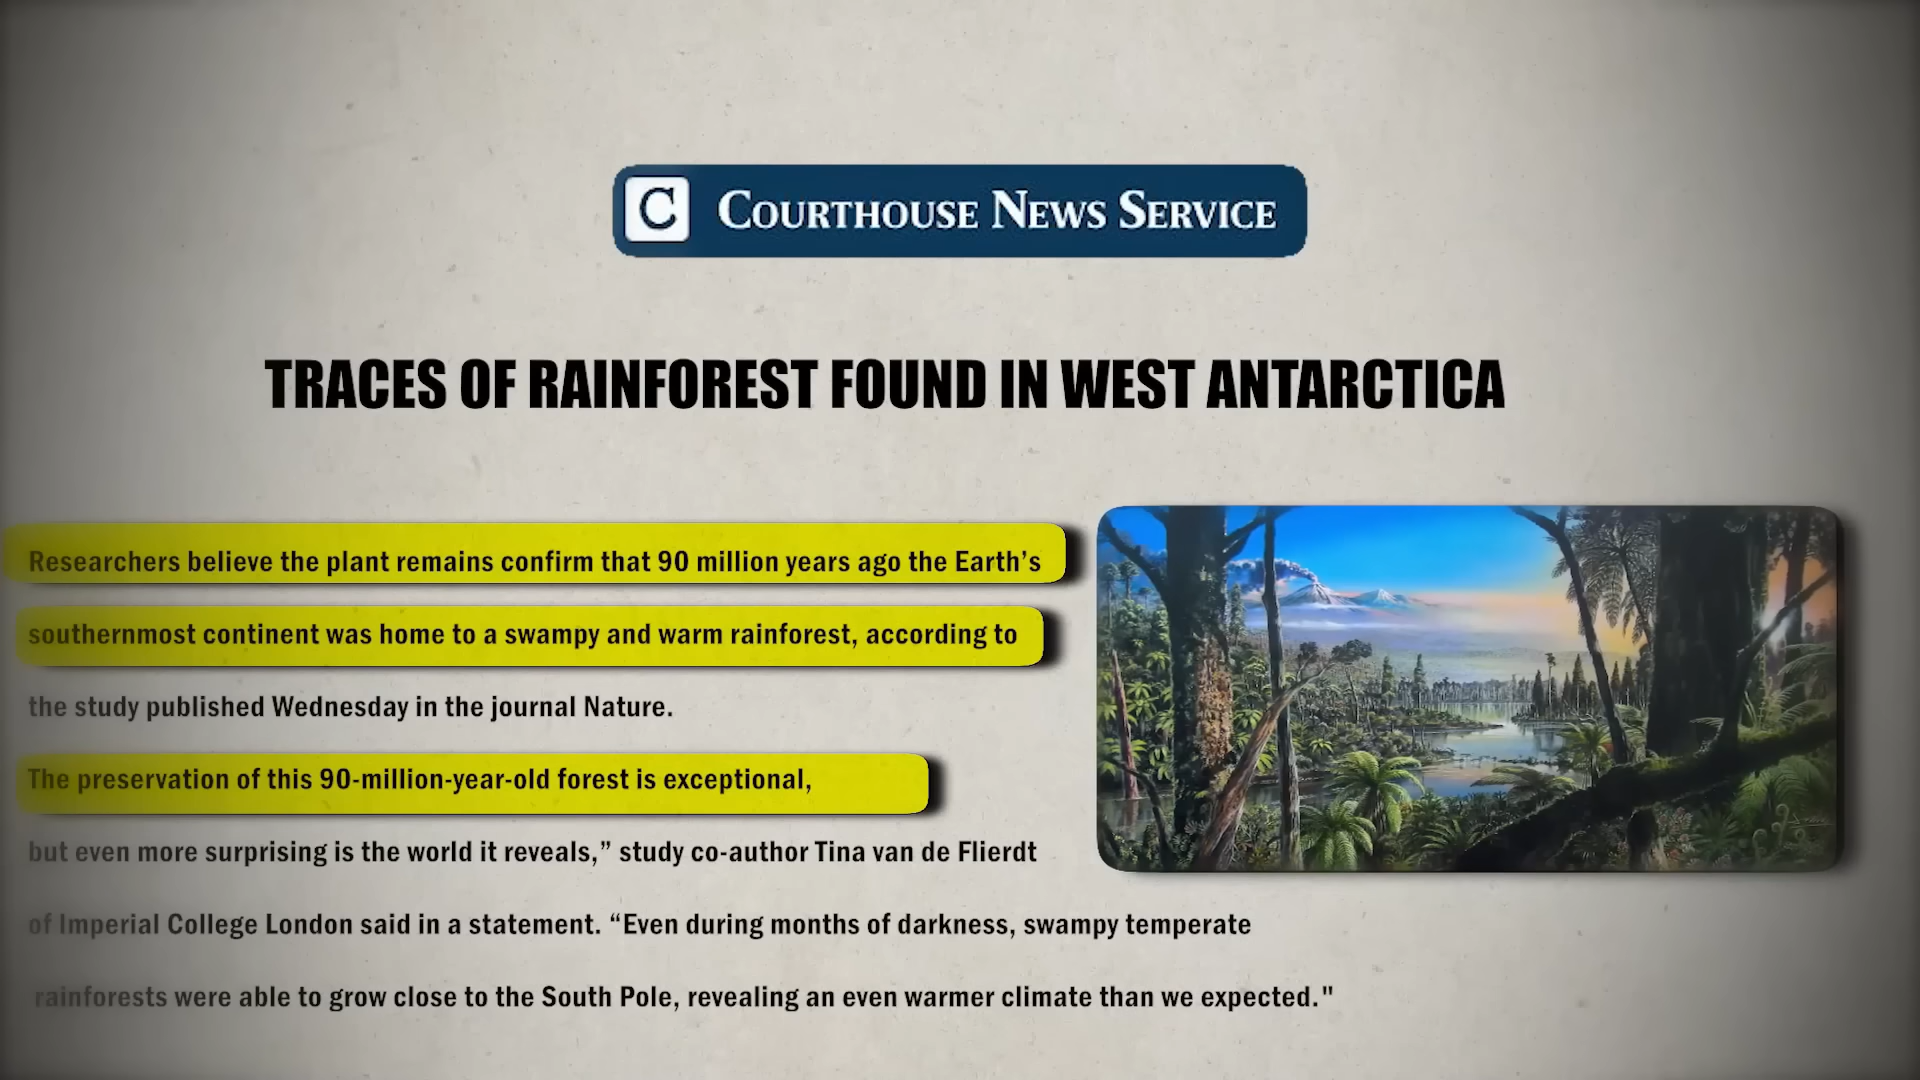 C COURTHOUSE NEWS SERVICE
TRACES OF RAINFOREST FOUND IN WEST ANTARCTICA
Researchers believe the plant remains confirm that 90 million years ago the Earth’s
southernmost continent was home to a swampy and warm rainforest, according to
the study published Wednesday in the journal Nature.
The preservation of this 90-million-year-old forest is exceptional,
but even more surprising is the world it reveals,” study co-author Tina van de Flierdt
of Imperial College London said in a statement. “Even during months of darkness, swampy temperate
rainforests were able to grow close to the South Pole, revealing an even warmer climate than we expected."